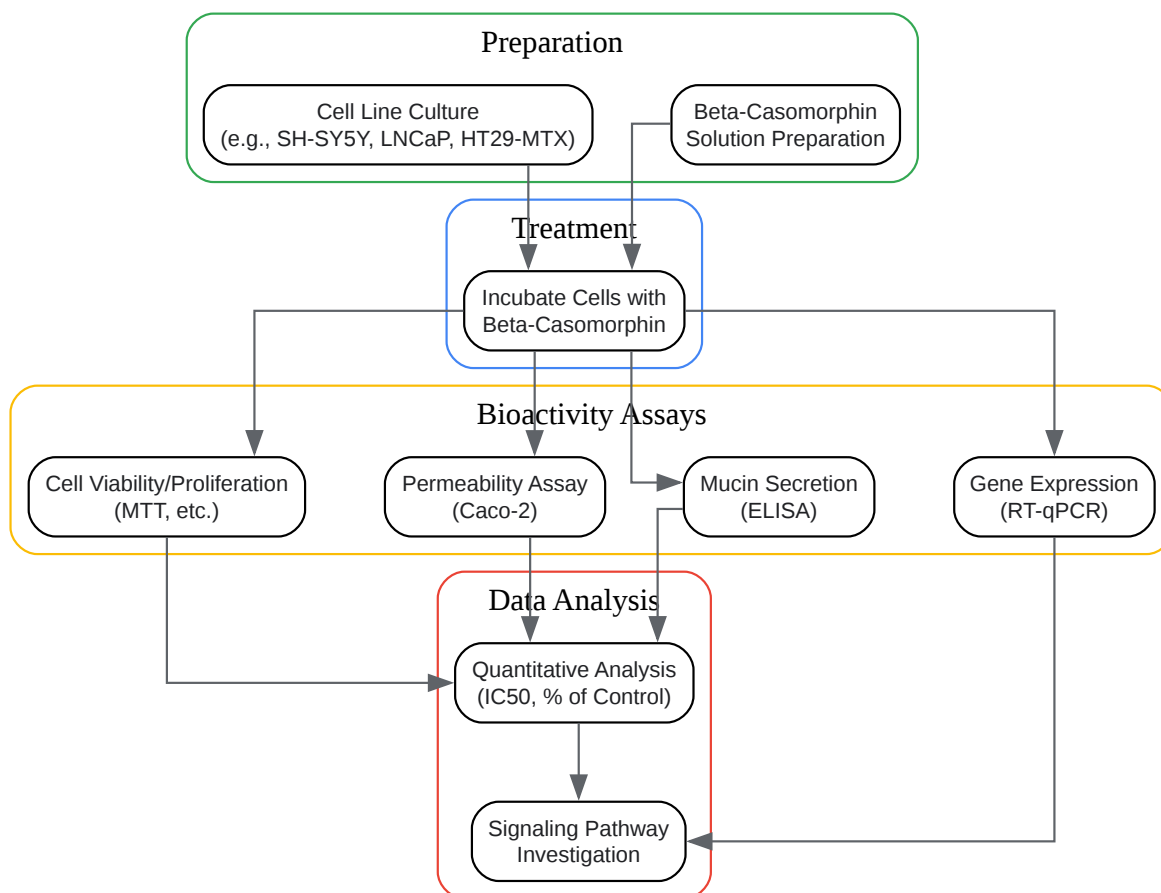 Preparation
Cell Line Culture
(e.g., SH-SY5Y, LNCaP, HT29-MTX)
Beta-Casomorphin
Solution Preparation
Treatment
Incubate Cells with
Beta-Casomorphin
Bioactivity Assays
Cell Viability/Proliferation
(MTT, etc.)
Permeability Assay
(Caco-2)
Mucin Secretion
(ELISA)
Gene Expression
(RT-qPCR)
Data Analysis
Quantitative Analysis
(IC50, % of Control)
Signaling Pathway
Investigation